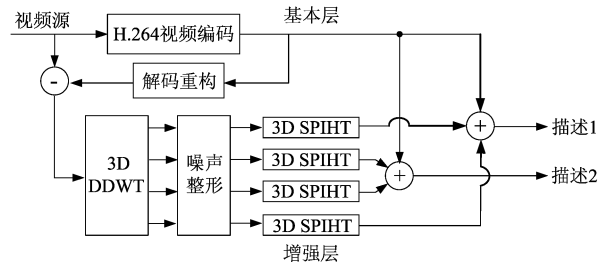 视频源
H.264视频编码
基本层
-
解码重构
3D
DDWT
噪声
整形
3D SPIHT
3D SPIHT
3D SPIHT
3D SPIHT
+
+
描述1
描述2
增强层